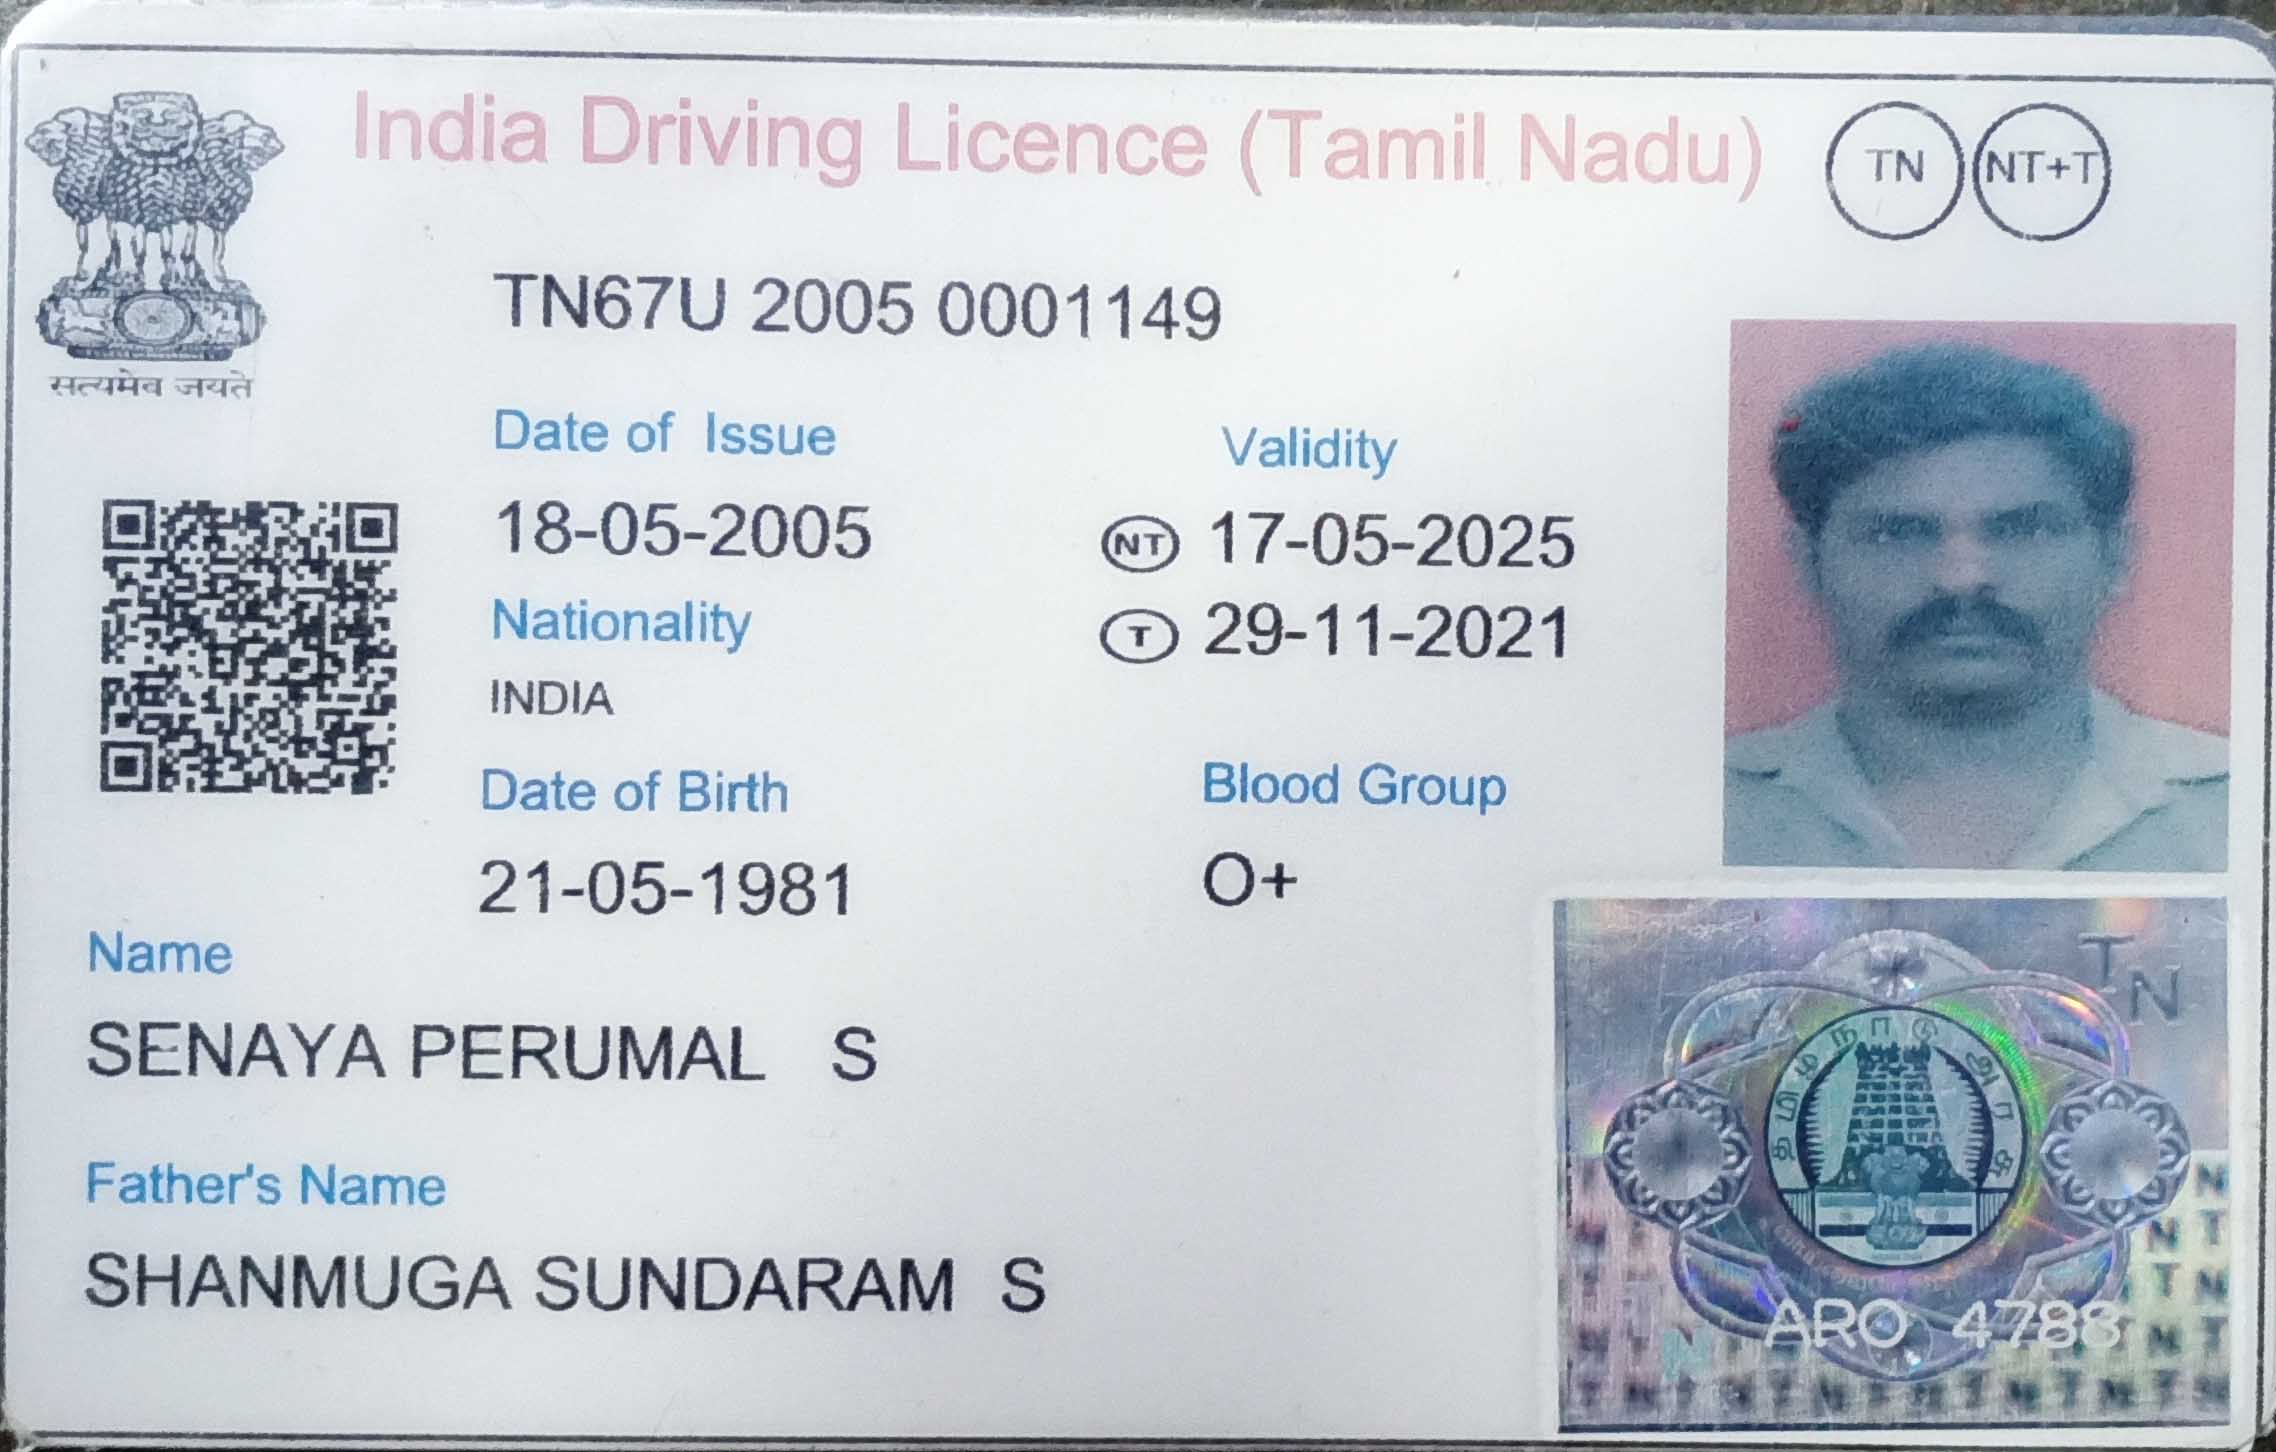 India Driving Licence (Tamil Nadu)
TN
NT+T
TN67U 2005 0001149
सत्यमेव जयते
Date of Issue
Validity
18-05-2005
NT 17-05-2025
Nationality
T 29-11-2021
INDIA
Date of Birth
Blood Group
21-05-1981
O+
Name
SENAYA PERUMAL S
Father's Name
SHANMUGA SUNDARAM S
TN
தமிழ்நாடு அரசு
ARO 4788